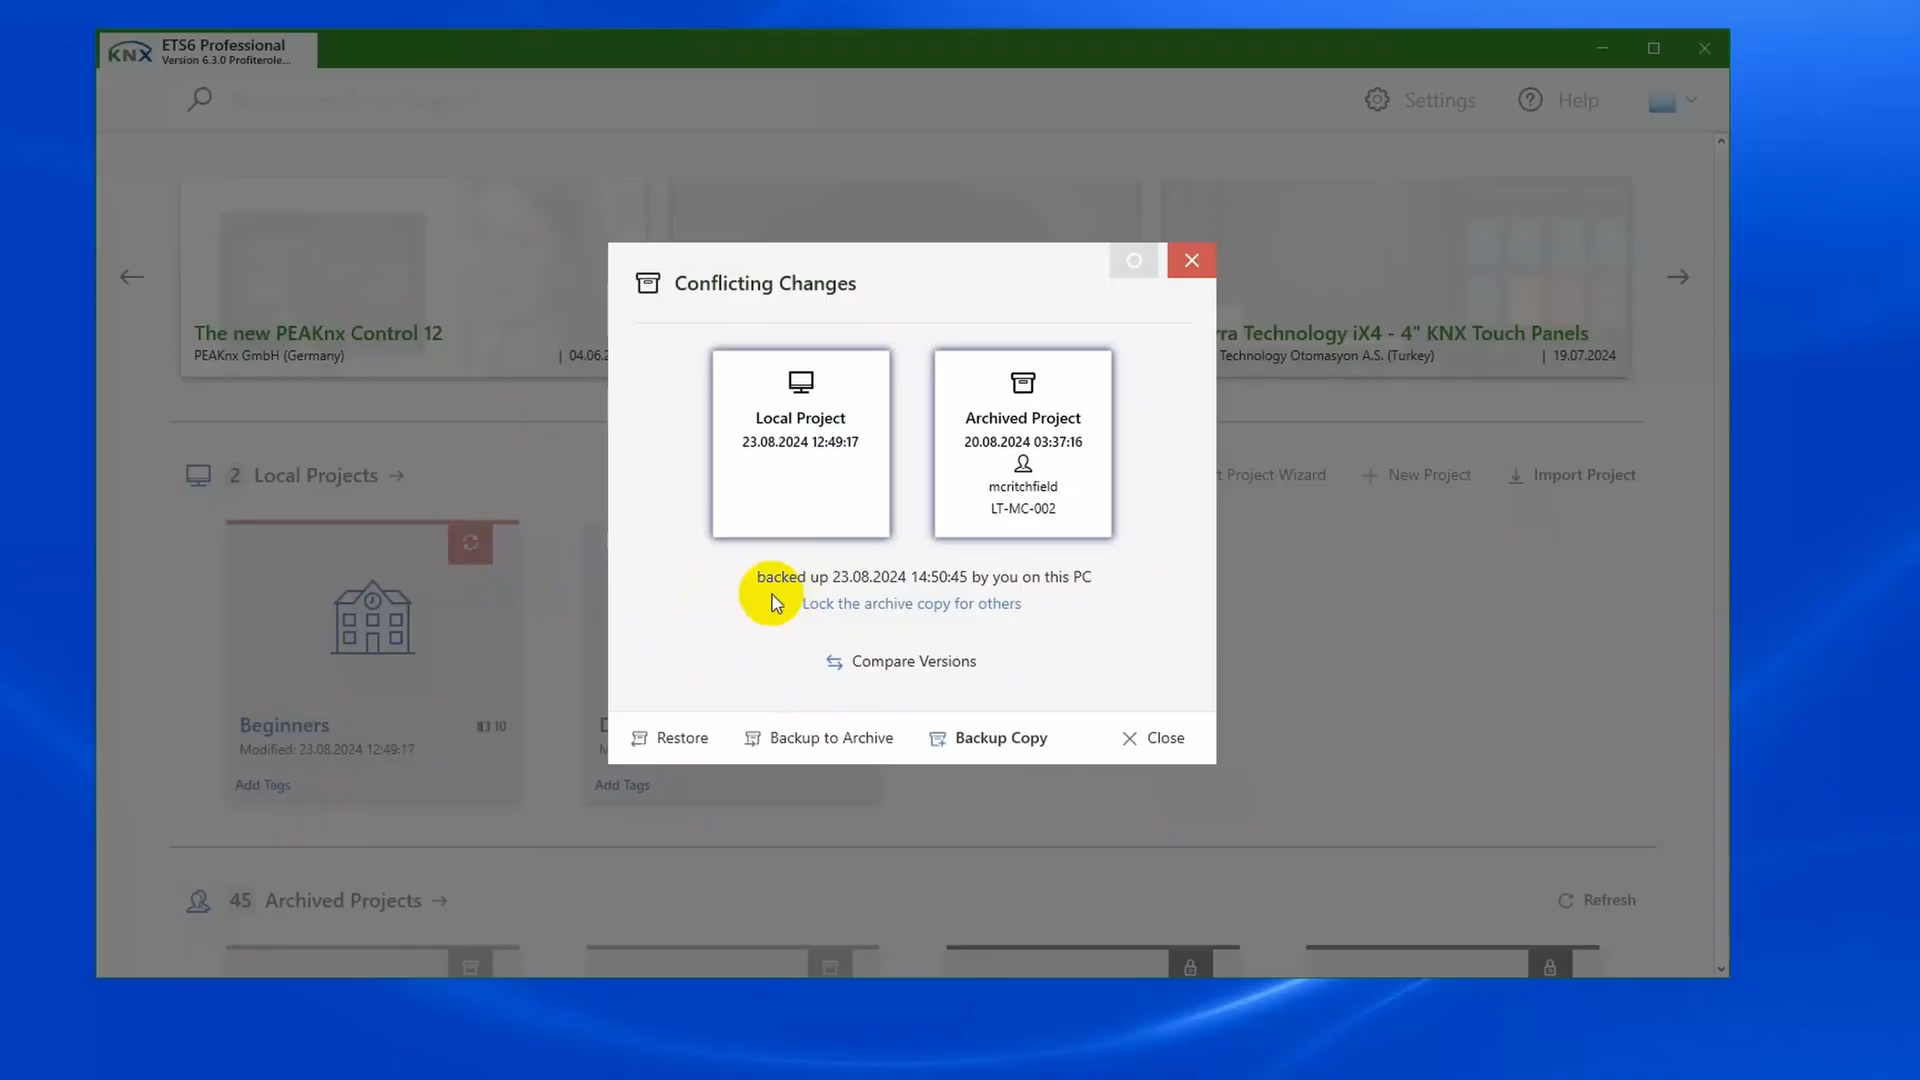 KNX
ETS6 Professional
Version 6.3.0 Profiterole...
Settings
Help
The new PEAKnx Control 12
PEAKnx GmbH (Germany)
| 04.06.2
rra Technology iX4 - 4" KNX Touch Panels
Technology Otomasyon A.S. (Turkey)
| 19.07.2024
Conflicting Changes
Local Project
23.08.2024 12:49:17
Archived Project
20.08.2024 03:37:16
mcritchfield
LT-MC-002
backed up 23.08.2024 14:50:45 by you on this PC
Lock the archive copy for others
Compare Versions
Restore
Backup to Archive
Backup Copy
Close
2 Local Projects
t Project Wizard
New Project
Import Project
Beginners
10
Modified: 23.08.2024 12:49:17
Add Tags
D
M
Add Tags
45 Archived Projects
Refresh